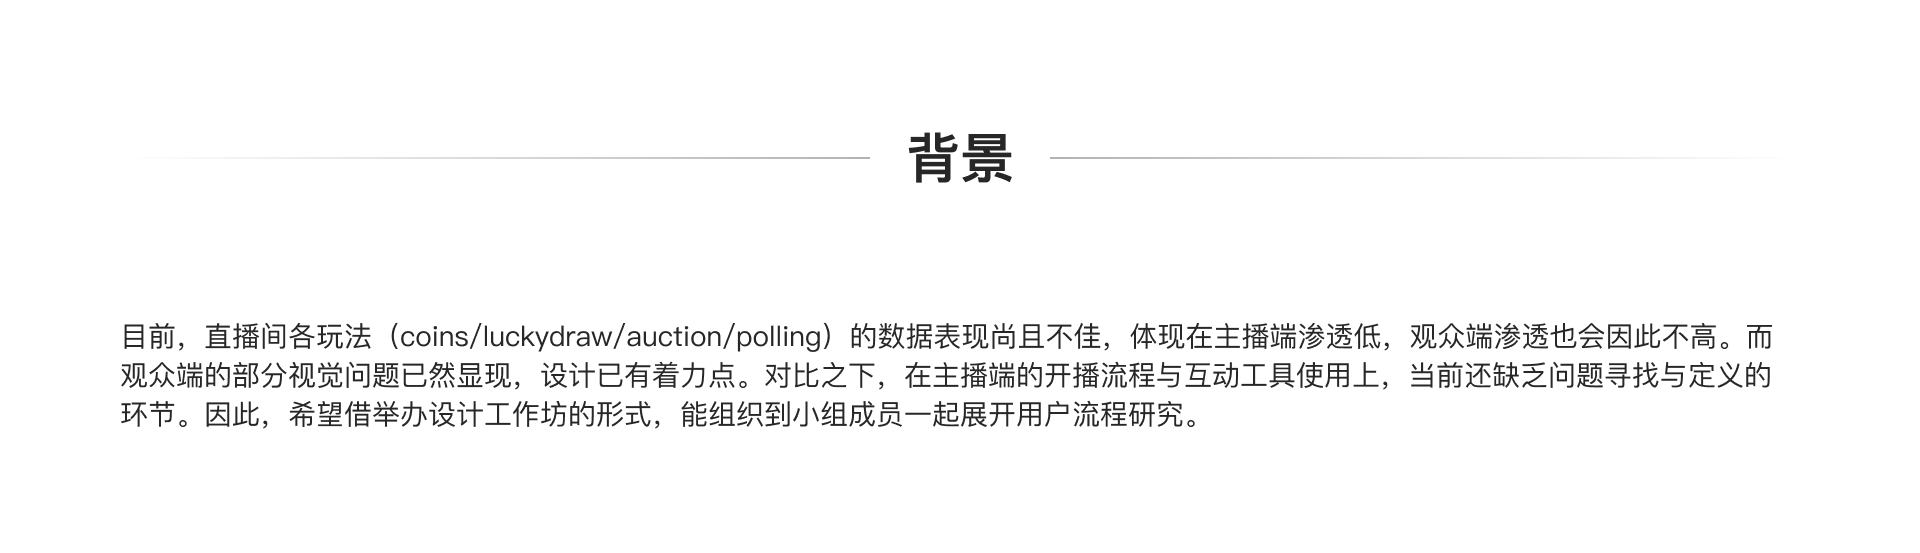 背景
目前，直播间各玩法（coins/luckydraw/auction/polling）的数据表现尚且不佳，体现在主播端渗透低，观众端渗透也会因此不高。而
观众端的部分视觉问题已然显现，设计已有着力点。对比之下，在主播端的开播流程与互动工具使用上，当前还缺乏问题寻找与定义的
环节。因此，希望借举办设计工作坊的形式，能组织到小组成员一起展开用户流程研究。